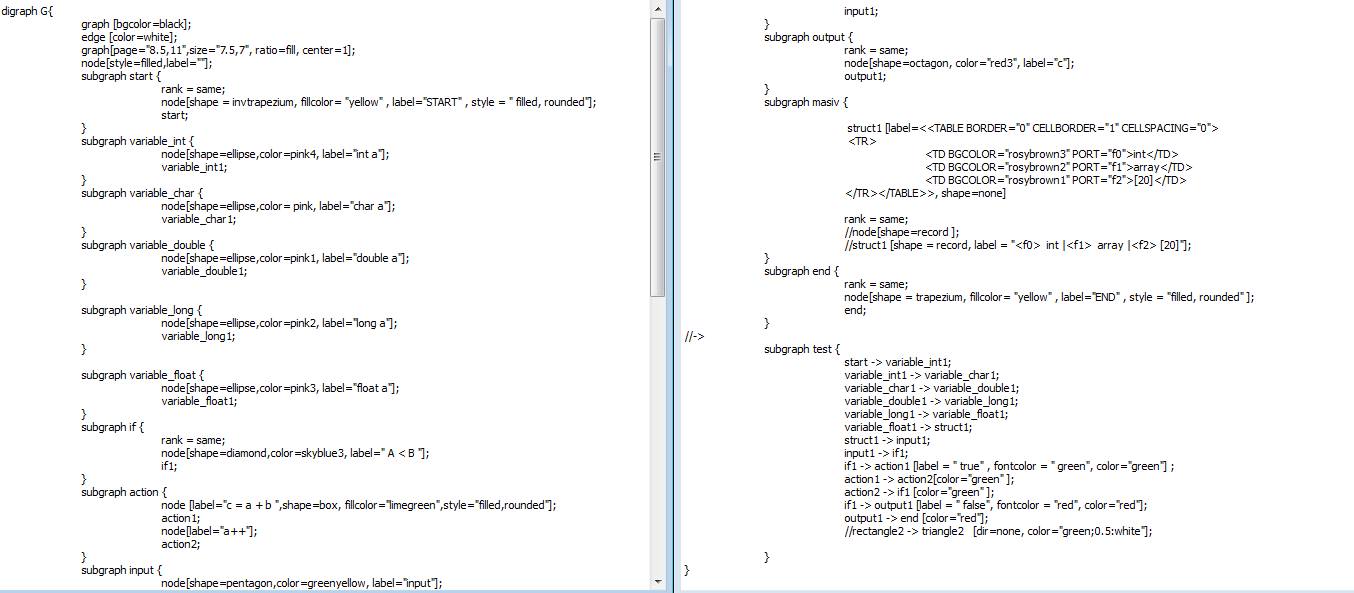 digraph G{
graph [bgcolor=black];
edge [color=white];
graph[page="8.5,11",size="7.5,7", ratio=fill, center=1];
node[style=filled,label=""];
subgraph start {
rank = same;
node[shape = invtrapezium, fillcolor= "yellow" , label="START" , style = " filled, rounded"];
start;
}
subgraph variable_int {
node[shape=ellipse,color=pink4, label="int a"];
variable_int1;
}
subgraph variable_char {
node[shape=ellipse,color= pink, label="char a"];
variable_char1;
}
subgraph variable_double {
node[shape=ellipse,color=pink1, label="double a"];
variable_double1;
}
subgraph variable_long {
node[shape=ellipse,color=pink2, label="long a"];
variable_long1;
}
subgraph variable_float {
node[shape=ellipse,color=pink3, label="float a"];
variable_float1;
}
subgraph if {
rank = same;
node[shape=diamond,color=skyblue3, label=" A < B "];
if1;
}
subgraph action {
node [label="c = a + b ",shape=box, fillcolor="limegreen",style="filled,rounded"];
action1;
node[label="a++"];
action2;
}
subgraph input {
node[shape=pentagon,color=greenyellow, label="input"];
input1;
}
subgraph output {
rank = same;
node[shape=octagon, color="red3", label="c"];
output1;
}
subgraph masiv {
struct1 [label=<<TABLE BORDER="0" CELLBORDER="1" CELLSPACING="0">
<TR>
<TD BGCOLOR="rosybrown3" PORT="f0">int</TD>
<TD BGCOLOR="rosybrown2" PORT="f1">array</TD>
<TD BGCOLOR="rosybrown1" PORT="f2">[20]</TD>
</TR></TABLE>>, shape=none]
rank = same;
//node[shape=record ];
//struct1 [shape = record, label = "<f0> int |<f1> array |<f2> [20]"];
}
subgraph end {
rank = same;
node[shape = trapezium, fillcolor= "yellow" , label="END" , style = "filled, rounded" ];
end;
}
//->
subgraph test {
start -> variable_int1;
variable_int1 -> variable_char1;
variable_char1 -> variable_double1;
variable_double1 -> variable_long1;
variable_long1 -> variable_float1;
variable_float1 -> struct1;
struct1 -> input1;
input1 -> if1;
if1 -> action1 [label = " true" , fontcolor = " green", color="green"] ;
action1 -> action2[color="green" ];
action2 -> if1 [color="green" ];
if1 -> output1 [label = " false", fontcolor = "red", color="red"];
output1 -> end [color="red"];
//rectangle2 -> triangle2 [dir=none, color="green;0.5:white"];
}
}